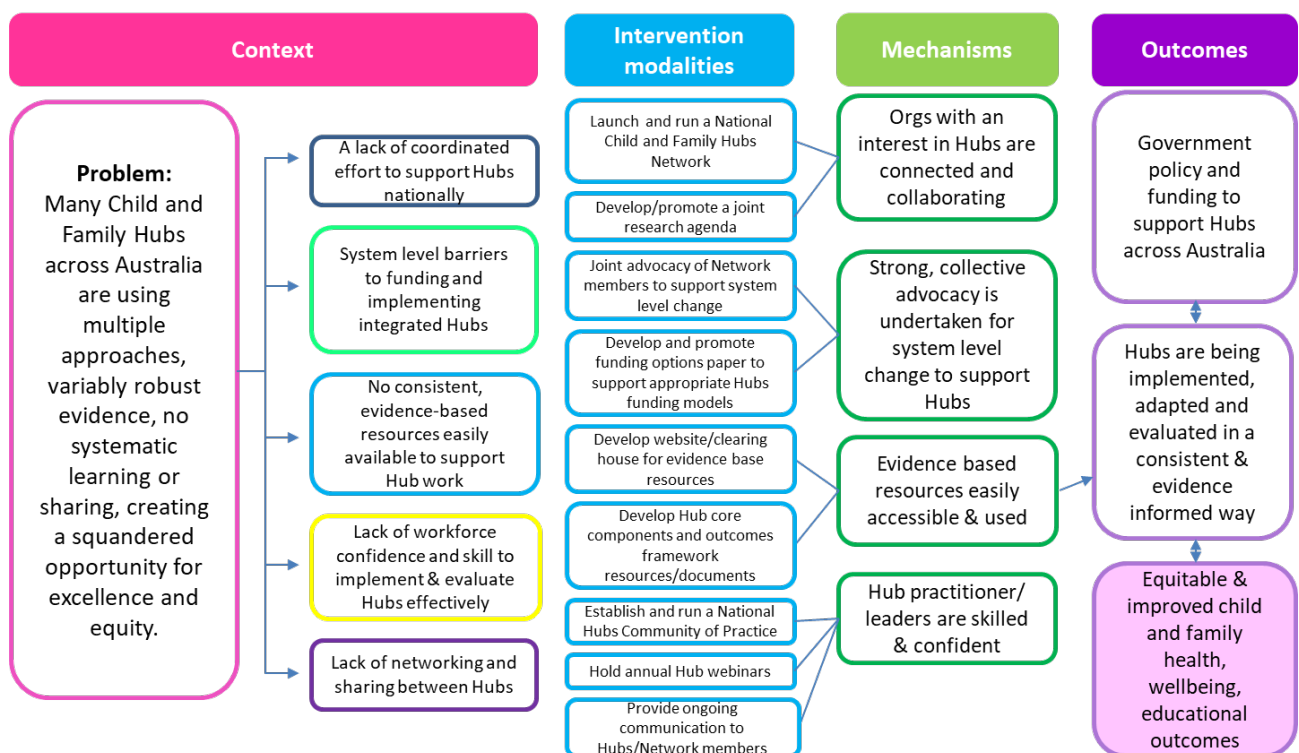 Context
Problem:
Many Child and
Family Hubs
across Australia
are using
multiple
approaches,
variably robust
evidence, no
systematic
learning or
sharing, creating
a squandered
opportunity for
excellence and
equity.
A lack of coordinated
effort to support Hubs
nationally
System level barriers
to funding and
implementing
integrated Hubs
No consistent,
evidence-based
resources easily
available to support
Hub work
Lack of workforce
confidence and skill to
implement & evaluate
Hubs effectively
Lack of networking and
sharing between Hubs
Intervention
modalities
Launch and run a National
Child and Family Hubs
Network
Develop/promote a joint
research agenda
Joint advocacy of Network
members to support system
level change
Develop and promote
funding options paper to
support appropriate Hubs
funding models
Develop website/clearing
house for evidence base
resources
Develop Hub core
components and outcomes
framework
resources/documents
Establish and run a National
Hubs Community of Practice
Hold annual Hub webinars
Provide ongoing
communication to
Hubs/Network members
Mechanisms
Orgs with an
interest in Hubs are
connected and
collaborating
Strong, collective
advocacy is
undertaken for
system level
change to support
Hubs
Evidence based
resources easily
accessible & used
Hub practitioner/
leaders are skilled
& confident
Outcomes
Government
policy and
funding to
support Hubs
across Australia
Hubs are being
implemented,
adapted and
evaluated in a
consistent &
evidence
informed way
Equitable &
improved child
and family
health,
wellbeing,
educational
outcomes